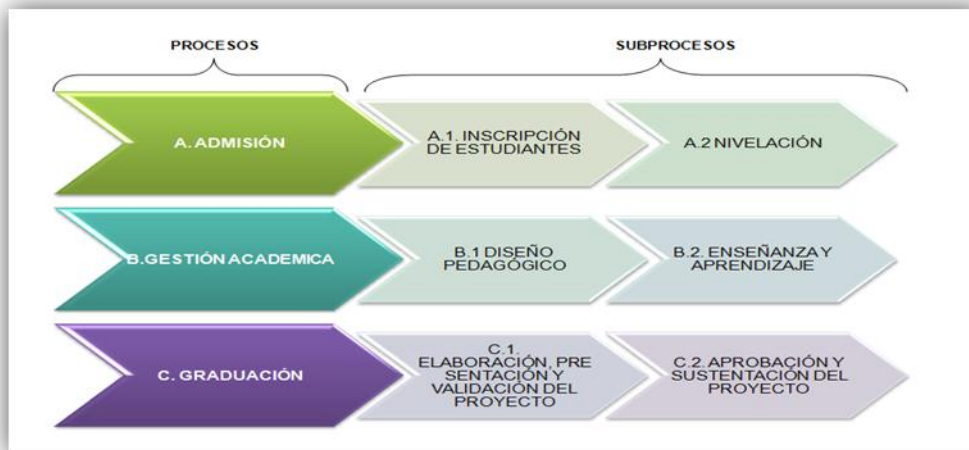 PROCESOS
SUBPROCESOS
A. ADMISIÓN
A.1. INSCRIPCIÓN
DE ESTUDIANTES
A.2 NIVELACIÓN
B.GESTIÓN ACADEMICA
B.1 DISEÑO
PEDAGÓGICO
B.2. ENSEÑANZA Y
APRENDIZAJE
C. GRADUACIÓN
C.1.
ELABORACIÓN, PRE
SENTACIÓN Y
VALIDACIÓN DEL
PROYECTO
C.2. APROBACIÓN Y
SUSTENTACIÓN DEL
PROYECTO